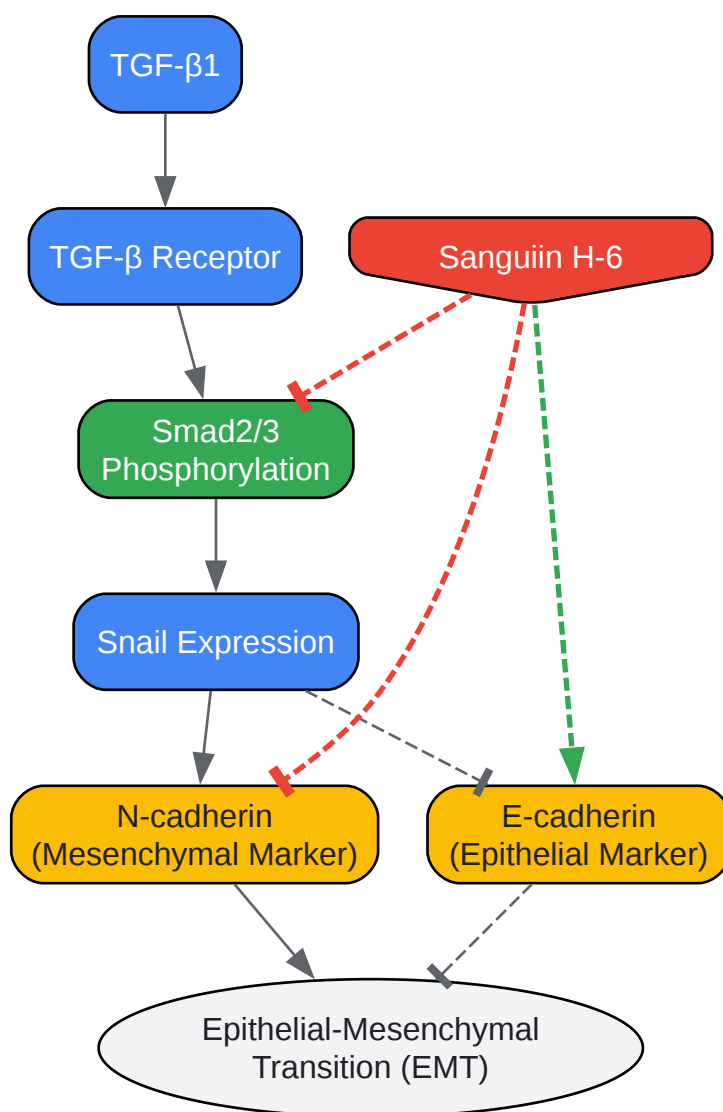 TGF-β1
TGF-β Receptor
Sanguiin H-6
Smad2/3
Phosphorylation
Snail Expression
N-cadherin
(Mesenchymal Marker)
E-cadherin
(Epithelial Marker)
Epithelial-Mesenchymal
Transition (EMT)